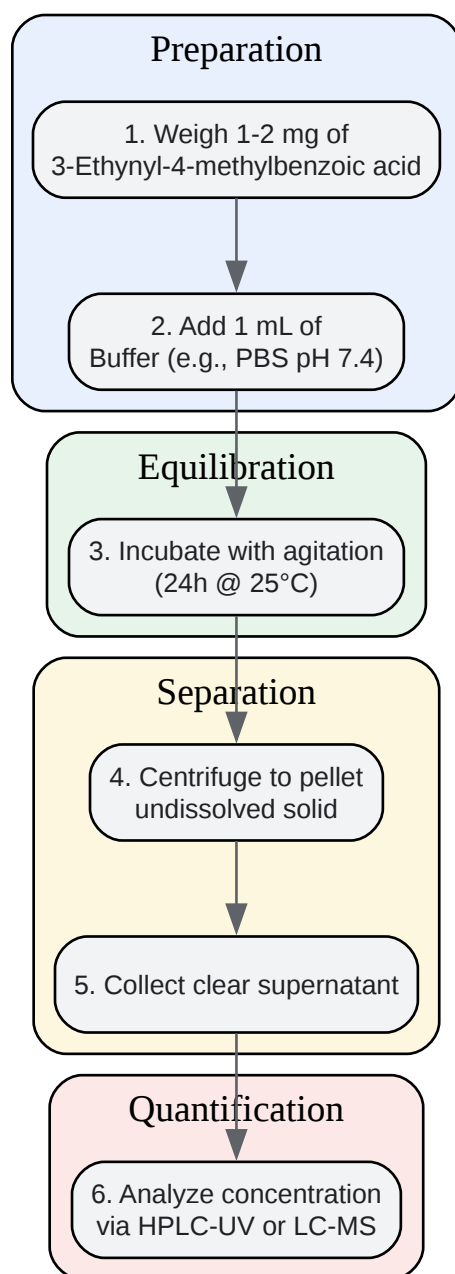 Preparation
1. Weigh 1-2 mg of
3-Ethynyl-4-methylbenzoic acid
2. Add 1 mL of
Buffer (e.g., PBS pH 7.4)
Equilibration
3. Incubate with agitation
(24h @ 25°C)
Separation
4. Centrifuge to pellet
undissolved solid
5. Collect clear supernatant
Quantification
6. Analyze concentration
via HPLC-UV or LC-MS